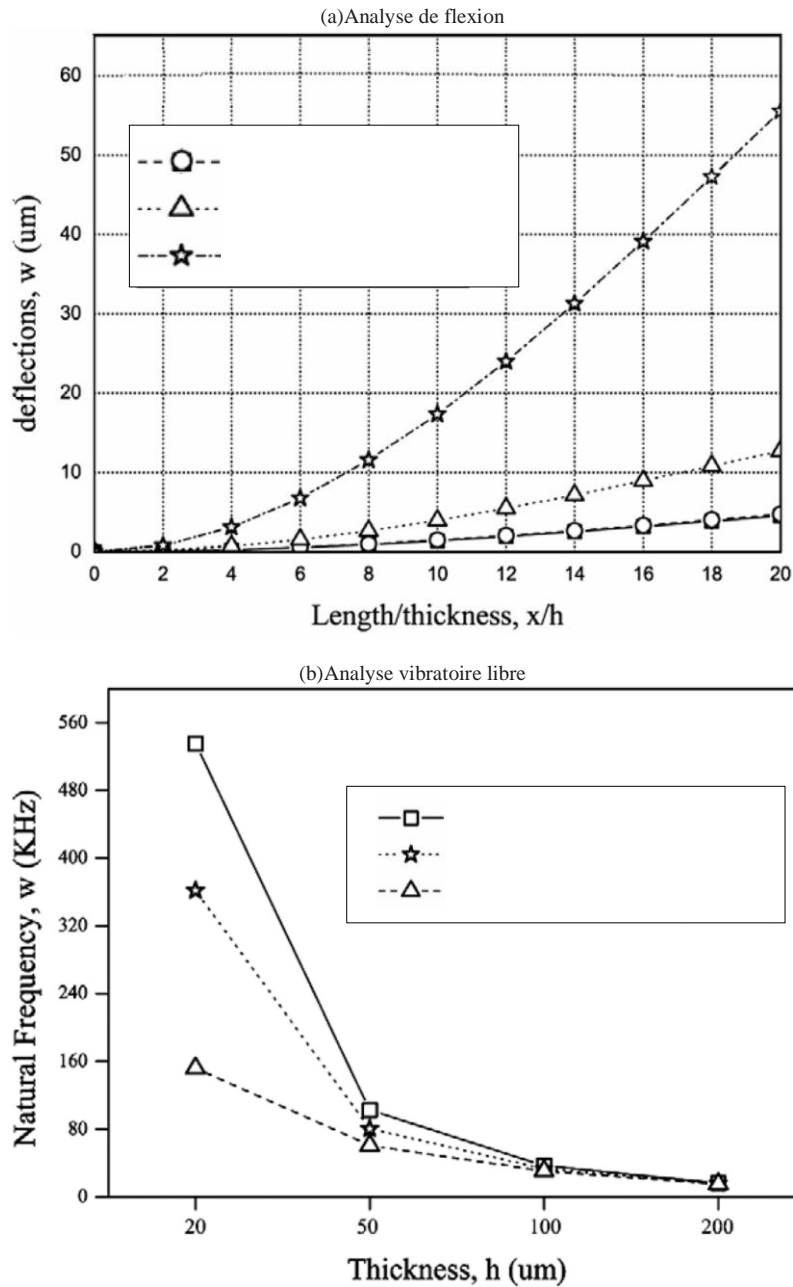 (a)Analyse de flexion
60
50
40
30
20
10
0
deflections, w (um)
0 2 4 6 8 10 12 14 16 18 20
Length/thickness, x/h
(b)Analyse vibratoire libre
560
480
400
320
240
160
80
0
Natural Frequency, w (KHz)
20 50 100 200
Thickness, h (um)